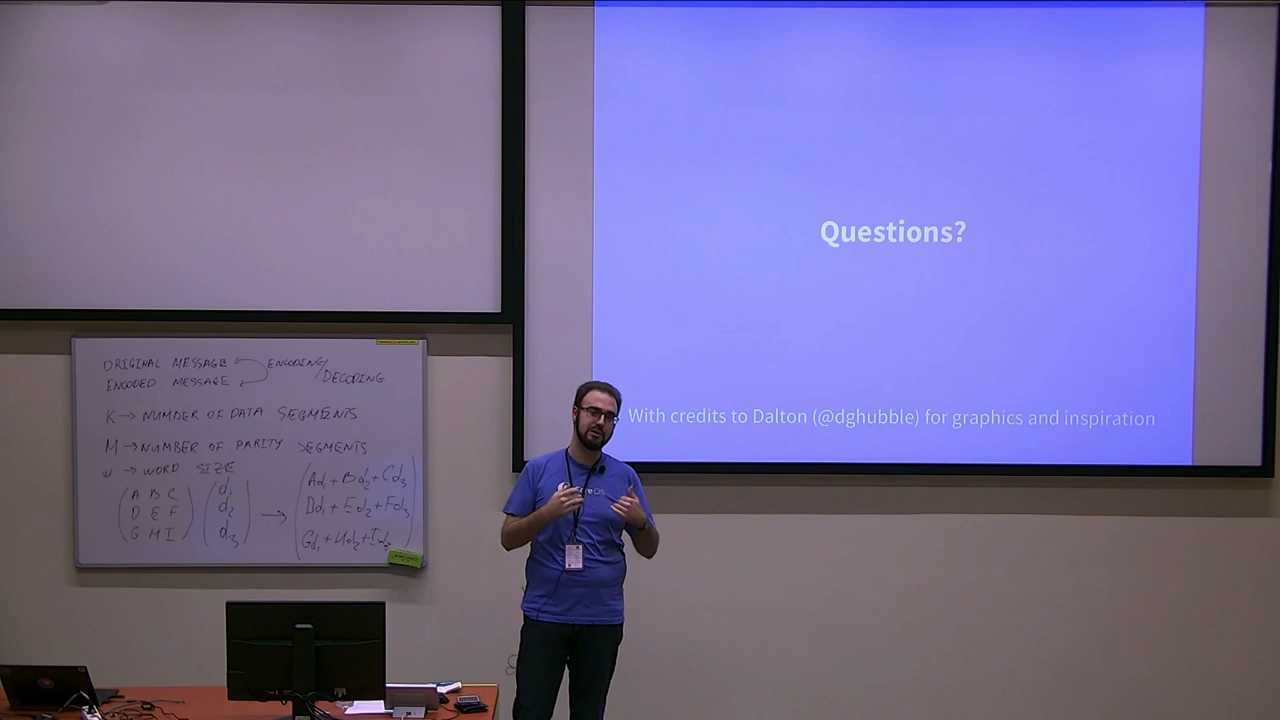 Questions?
With credits to Dalton (@dghubble) for graphics and inspiration
ORIGINAL MESSAGE
ENCODING/
ENCODED MESSAGE
DECODING
K → NUMBER OF DATA SEGMENTS
M → NUMBER OF PARITY SEGMENTS
W → WORD SIZE
A B C d1 Ad1 + Bd2 + Cd3
D E F d2 → Dd1 + Ed2 + Fd3
G H I d3 Gd1 + Hd2 + Id3
Core OS